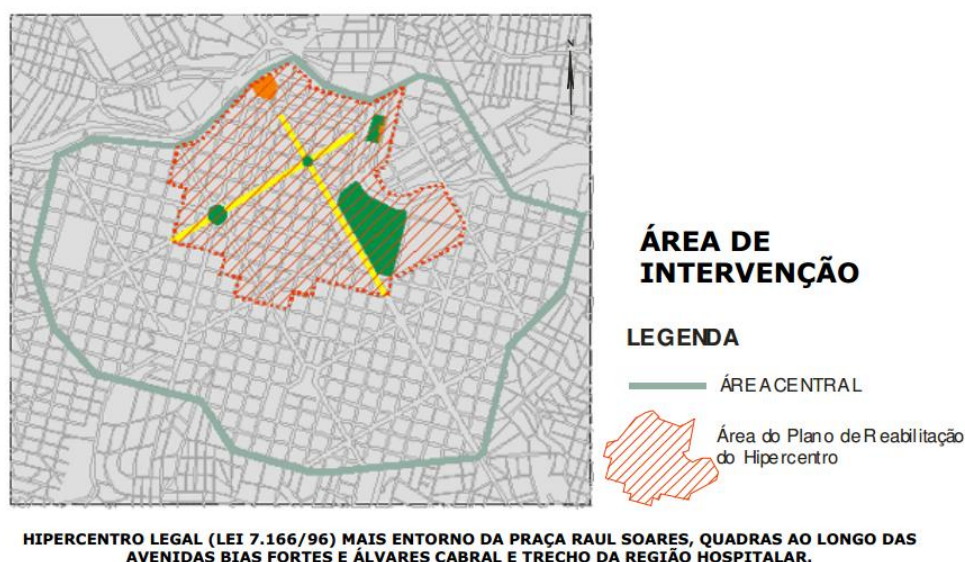 ÁREA DE
INTERVENÇÃO
LEGENDA
ÁREA CENTRAL
Área do Plano de Reabilitação
do Hipercentro
HIPERCENTRO LEGAL (LEI 7.166/96) MAIS ENTORNO DA PRAÇA RAUL SOARES, QUADRAS AO LONGO DAS
AVENIDAS BIAS FORTES E ÁLVARES CABRAL E TRECHO DA REGIÃO HOSPITALAR.